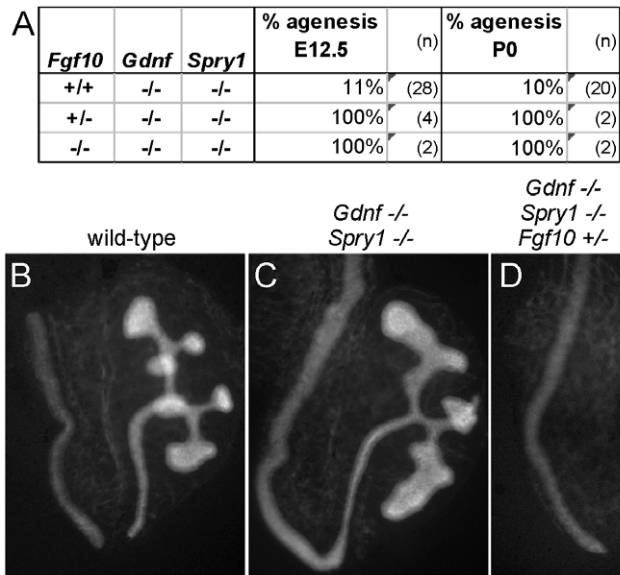 A
% agenesis E12.5 (n) % agenesis P0 (n)
Fgf10 Gdnf Spry1
+/+ -/- -/- 11% (28) 10% (20)
+/- -/- -/- 100% (4) 100% (2)
-/- -/- -/- 100% (2) 100% (2)
wild-type
Gdnf -/-
Spry1 -/-
Gdnf -/-
Spry1 -/-
Fgf10 +/-
B
C
D